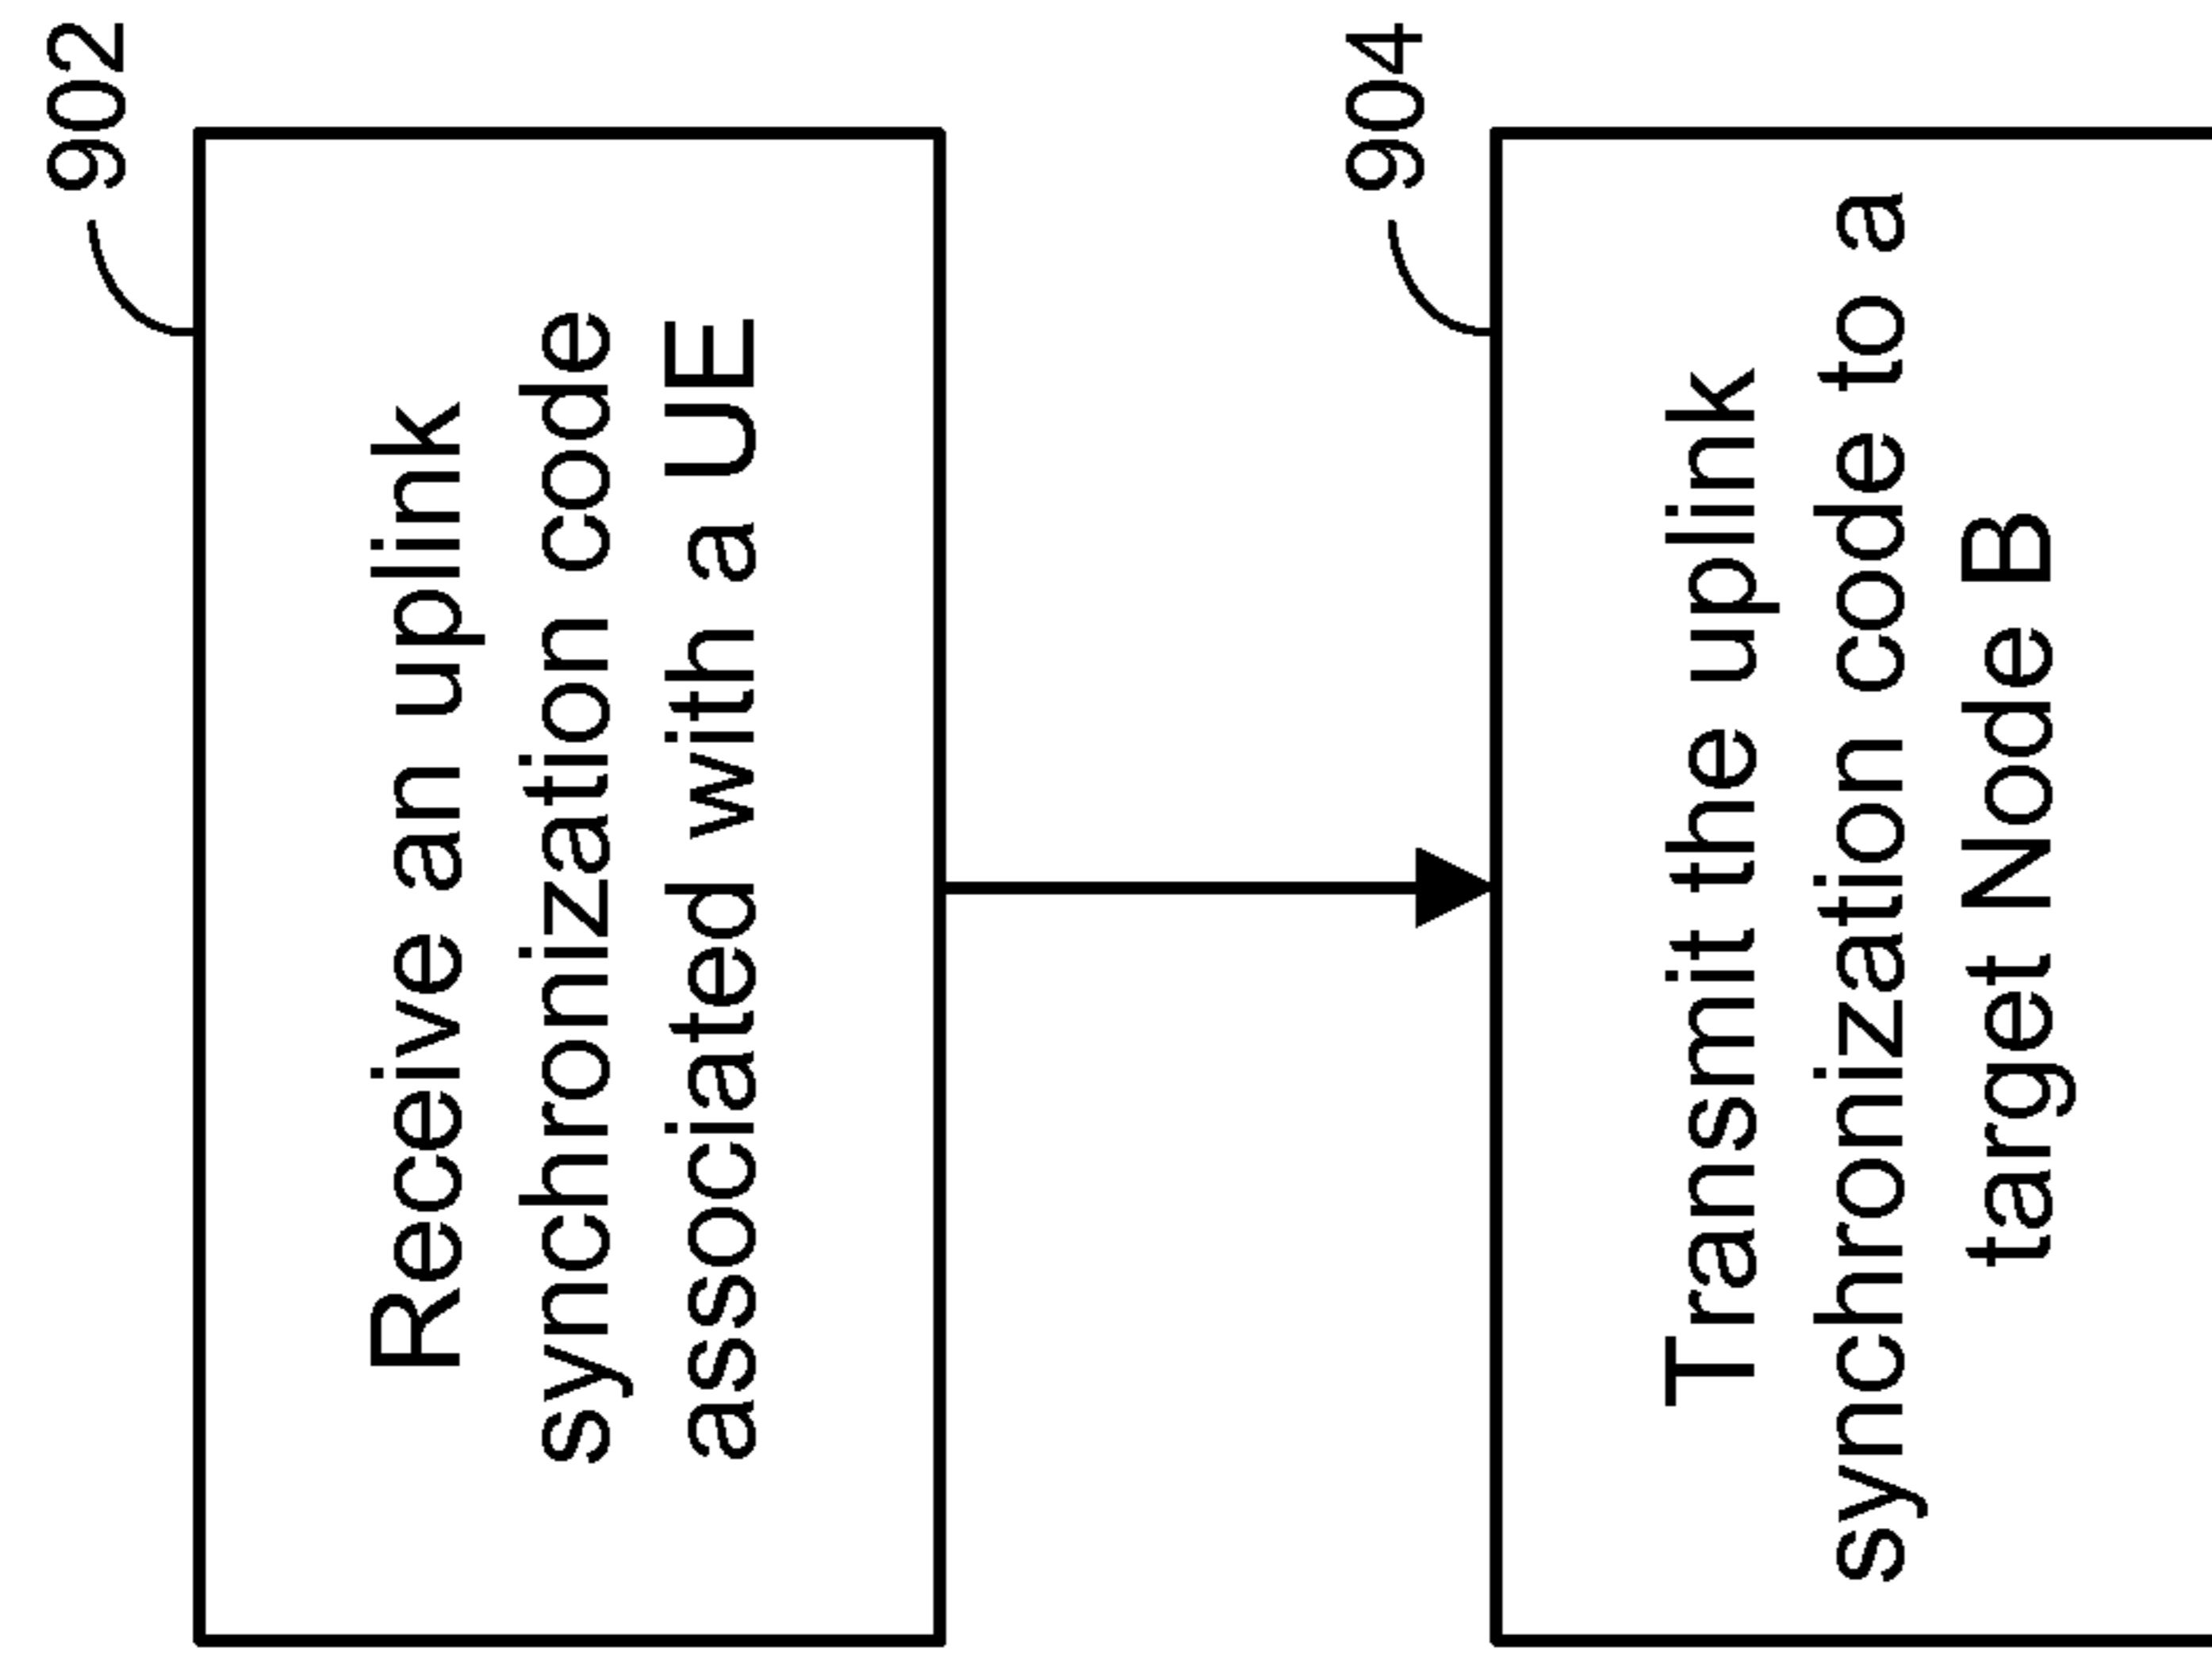 902
Receive an uplink
synchronization code
associated with a UE
904
Transmit the uplink
synchronization code to a
target Node B